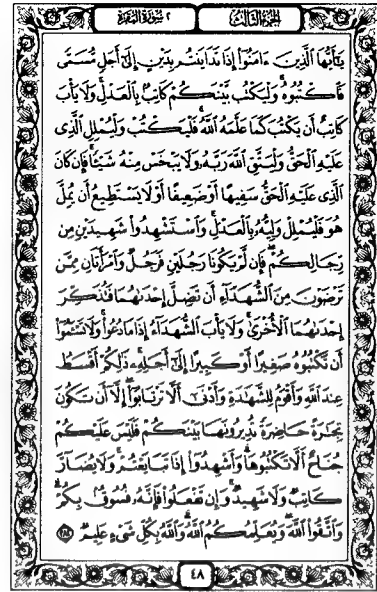 الجزء الثالث
٢ سورة البقرة
يَٰٓأَيُّهَا ٱلَّذِينَ ءَامَنُوٓا۟ إِذَا تَدَايَنتُم بِدَيْنٍ إِلَىٰٓ أَجَلٍ مُّسَمًّى
فَٱكْتُبُوهُ ۚ وَلْيَكْتُب بَّيْنَكُمْ كَاتِبٌۢ بِٱلْعَدْلِ ۚ وَلَا يَأْبَ
كَاتِبٌ أَن يَكْتُبَ كَمَا عَلَّمَهُ ٱللَّهُ ۚ فَلْيَكْتُبْ وَلْيُمْلِلِ ٱلَّذِى
عَلَيْهِ ٱلْحَقُّ وَلْيَتَّقِ ٱللَّهَ رَبَّهُۥ وَلَا يَبْخَسْ مِنْهُ شَيْـًٔا ۚ فَإِن كَانَ
ٱلَّذِى عَلَيْهِ ٱلْحَقُّ سَفِيهًا أَوْ ضَعِيفًا أَوْ لَا يَسْتَطِيعُ أَن يُمِلَّ
هُوَ فَلْيُمْلِلْ وَلِيُّهُۥ بِٱلْعَدْلِ ۚ وَٱسْتَشْهِدُوا۟ شَهِيدَيْنِ مِن
رِّجَالِكُمْ ۖ فَإِن لَّمْ يَكُونَا رَجُلَيْنِ فَرَجُلٌ وَٱمْرَأَتَانِ مِمَّن
تَرْضَوْنَ مِنَ ٱلشُّهَدَآءِ أَن تَضِلَّ إِحْدَىٰهُمَا فَتُذَكِّرَ
إِحْدَىٰهُمَا ٱلْأُخْرَىٰ ۚ وَلَا يَأْبَ ٱلشُّهَدَآءُ إِذَا مَا دُعُوا۟ ۚ وَلَا تَسْـَٔمُوٓا۟
أَن تَكْتُبُوهُ صَغِيرًا أَوْ كَبِيرًا إِلَىٰٓ أَجَلِهِۦ ۚ ذَٰلِكُمْ أَقْسَطُ
عِندَ ٱللَّهِ وَأَقْوَمُ لِلشَّهَٰدَةِ وَأَدْنَىٰٓ أَلَّا تَرْتَابُوٓا۟ ۖ إِلَّآ أَن تَكُونَ
تِجَٰرَةً حَاضِرَةً تُدِيرُونَهَا بَيْنَكُمْ فَلَيْسَ عَلَيْكُمْ
جُنَاحٌ أَلَّا تَكْتُبُوهَا ۗ وَأَشْهِدُوٓا۟ إِذَا تَبَايَعْتُمْ ۚ وَلَا يُضَآرَّ
كَاتِبٌ وَلَا شَهِيدٌ ۚ وَإِن تَفْعَلُوا۟ فَإِنَّهُۥ فُسُوقٌۢ بِكُمْ ۗ
وَٱتَّقُوا۟ ٱللَّهَ ۖ وَيُعَلِّمُكُمُ ٱللَّهُ ۗ وَٱللَّهُ بِكُلِّ شَىْءٍ عَلِيمٌ ٢٨٢
٤٨